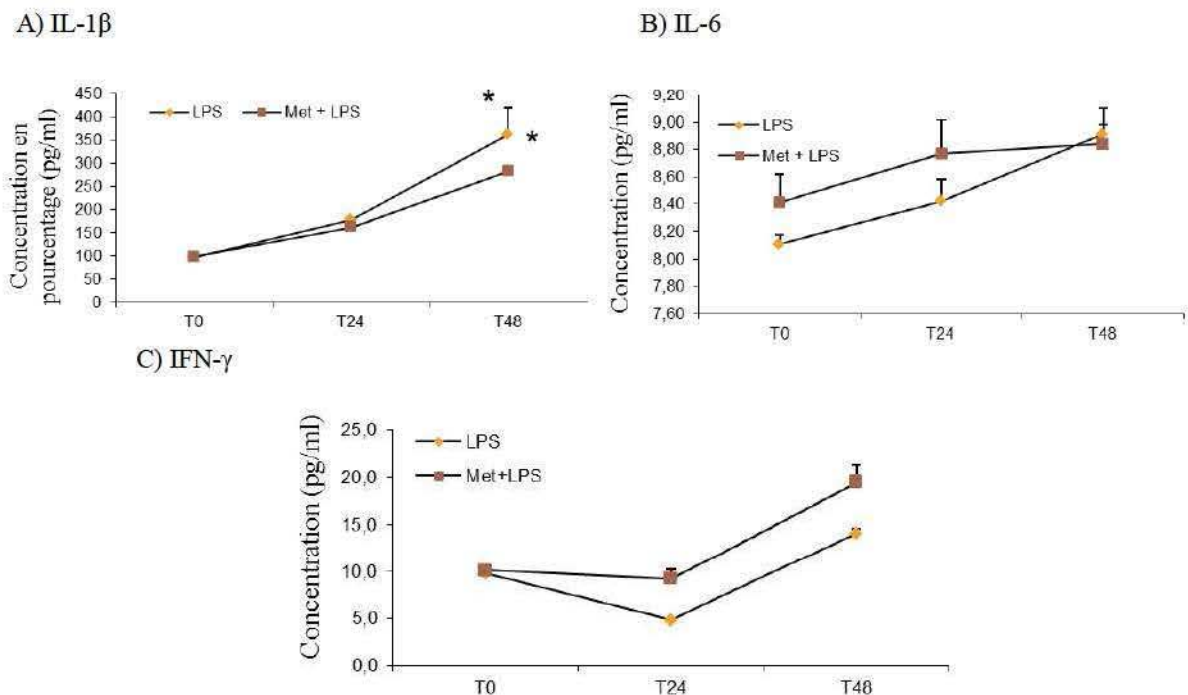 A) IL-1β
Concentration en
pourcentage (pg/ml)
450
400
350
300
250
200
150
100
50
0
LPS
Met + LPS
*
*
T0
T24
T48
B) IL-6
Concentration (pg/ml)
9,20
9,00
8,80
8,60
8,40
8,20
8,00
7,80
7,60
LPS
Met + LPS
T0
T24
T48
C) IFN-γ
Concentration (pg/ml)
25,0
20,0
15,0
10,0
5,0
0,0
LPS
Met+LPS
T0
T24
T48